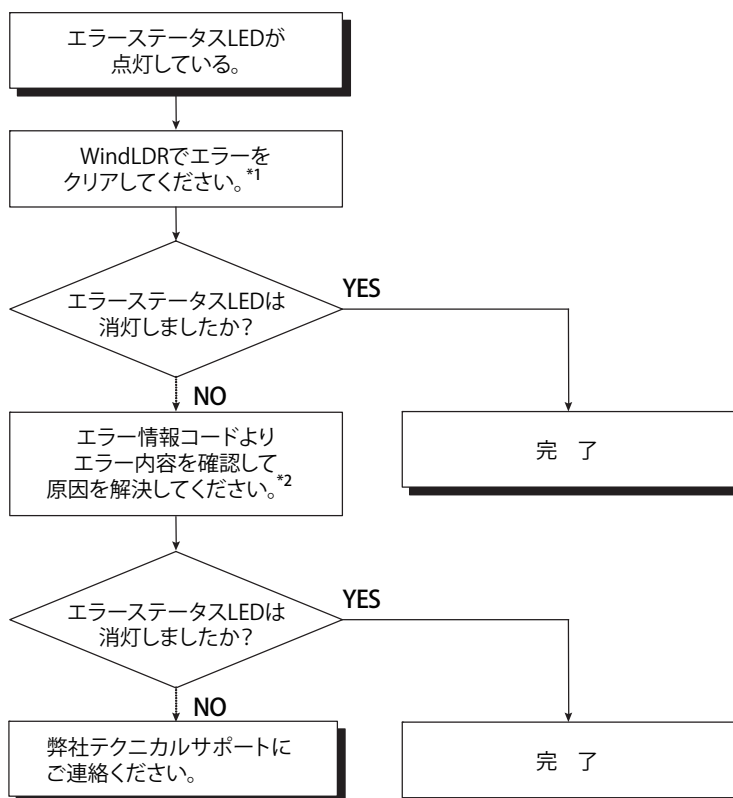 エラーステータスLEDが
点灯している。
WindLDRでエラーを
クリアしてください。*1
エラーステータスLEDは
消灯しましたか?
YES
NO
エラー情報コードより
エラー内容を確認して
原因を解決してください。*2
完 了
エラーステータスLEDは
消灯しましたか?
YES
NO
弊社テクニカルサポートに
ご連絡ください。
完 了